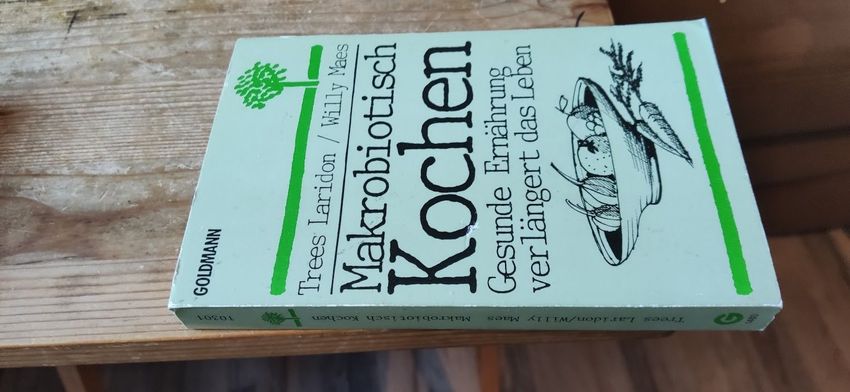 GOLDMANN
Trees Laridon / Willy Maes
Makrobiotisch
Kochen
Gesunde Ernährung
verlängert das Leben
10301
Makrobiotisch Kochen
Trees Laridon/Willy Maes
G